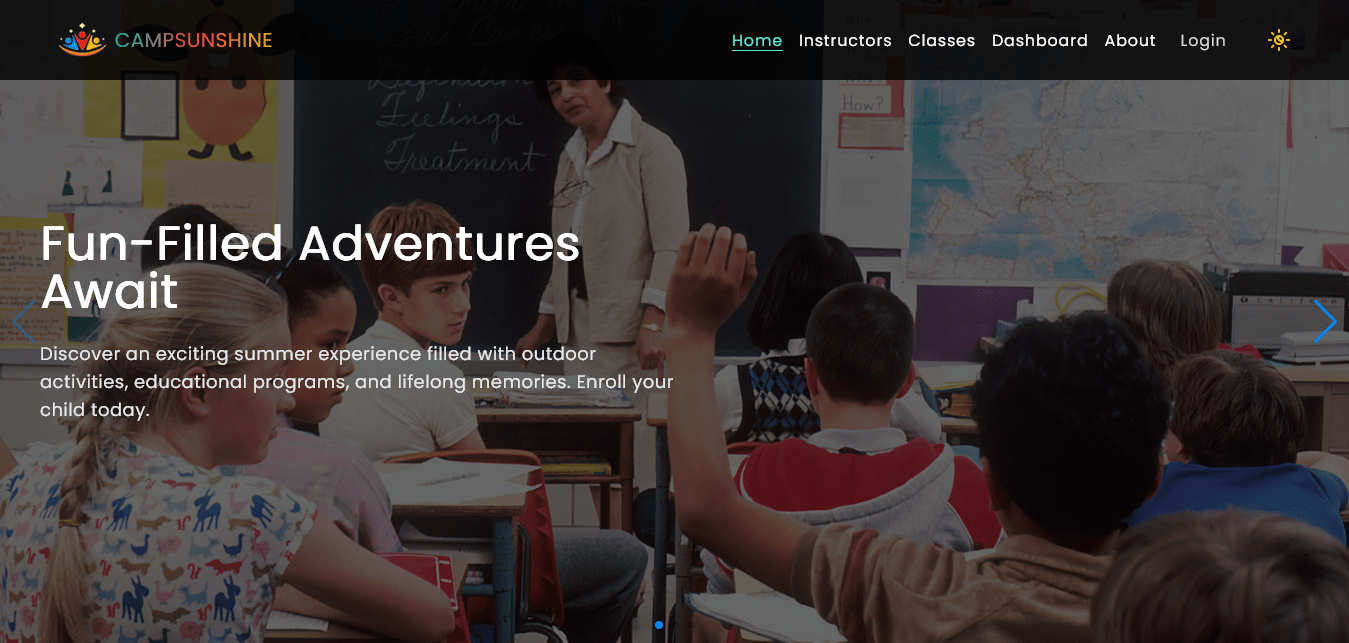 CAMPSUNSHINE
Home Instructors Classes Dashboard About Login
Definition
Feelings
Treatment
How?
Fun-Filled Adventures
Await
Discover an exciting summer experience filled with outdoor
activities, educational programs, and lifelong memories. Enroll your
child today.